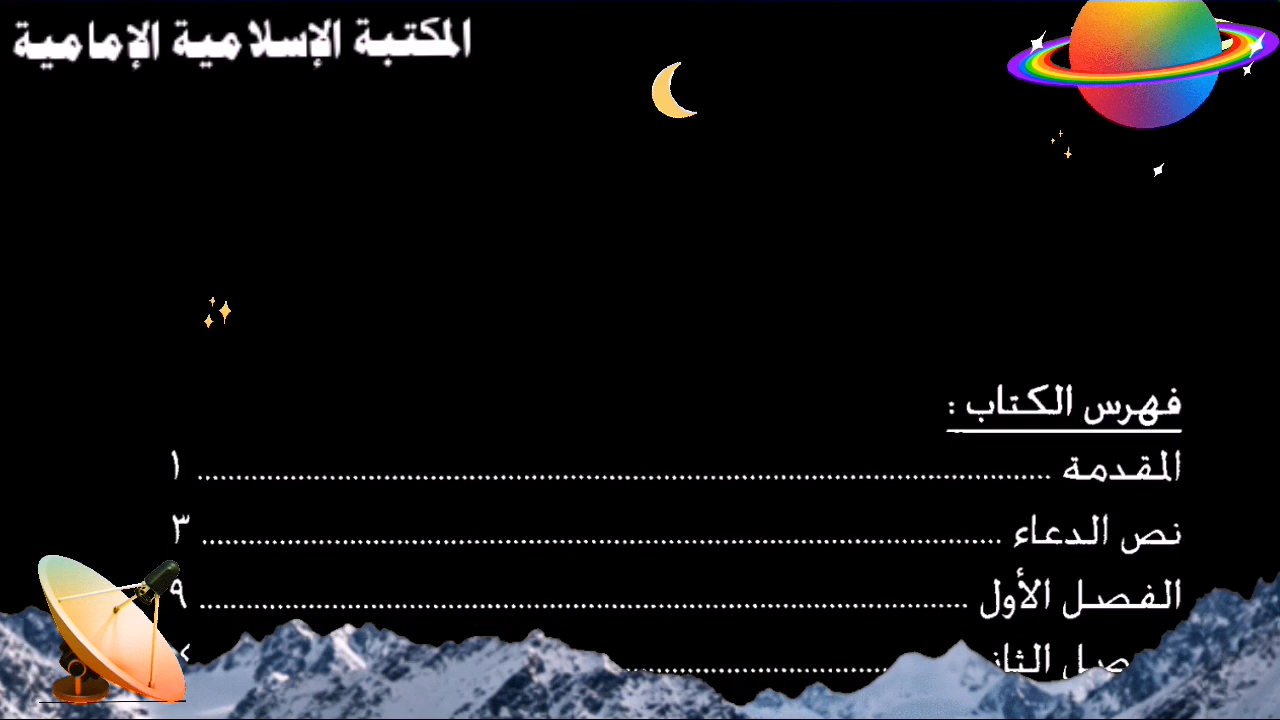 المكتبة الإسلامية الإمامية
فهرس الكتاب :
المقدمة ........................................ ١
نص الدعاء ........................................ ٣
الفصل الأول ........................................ ٩